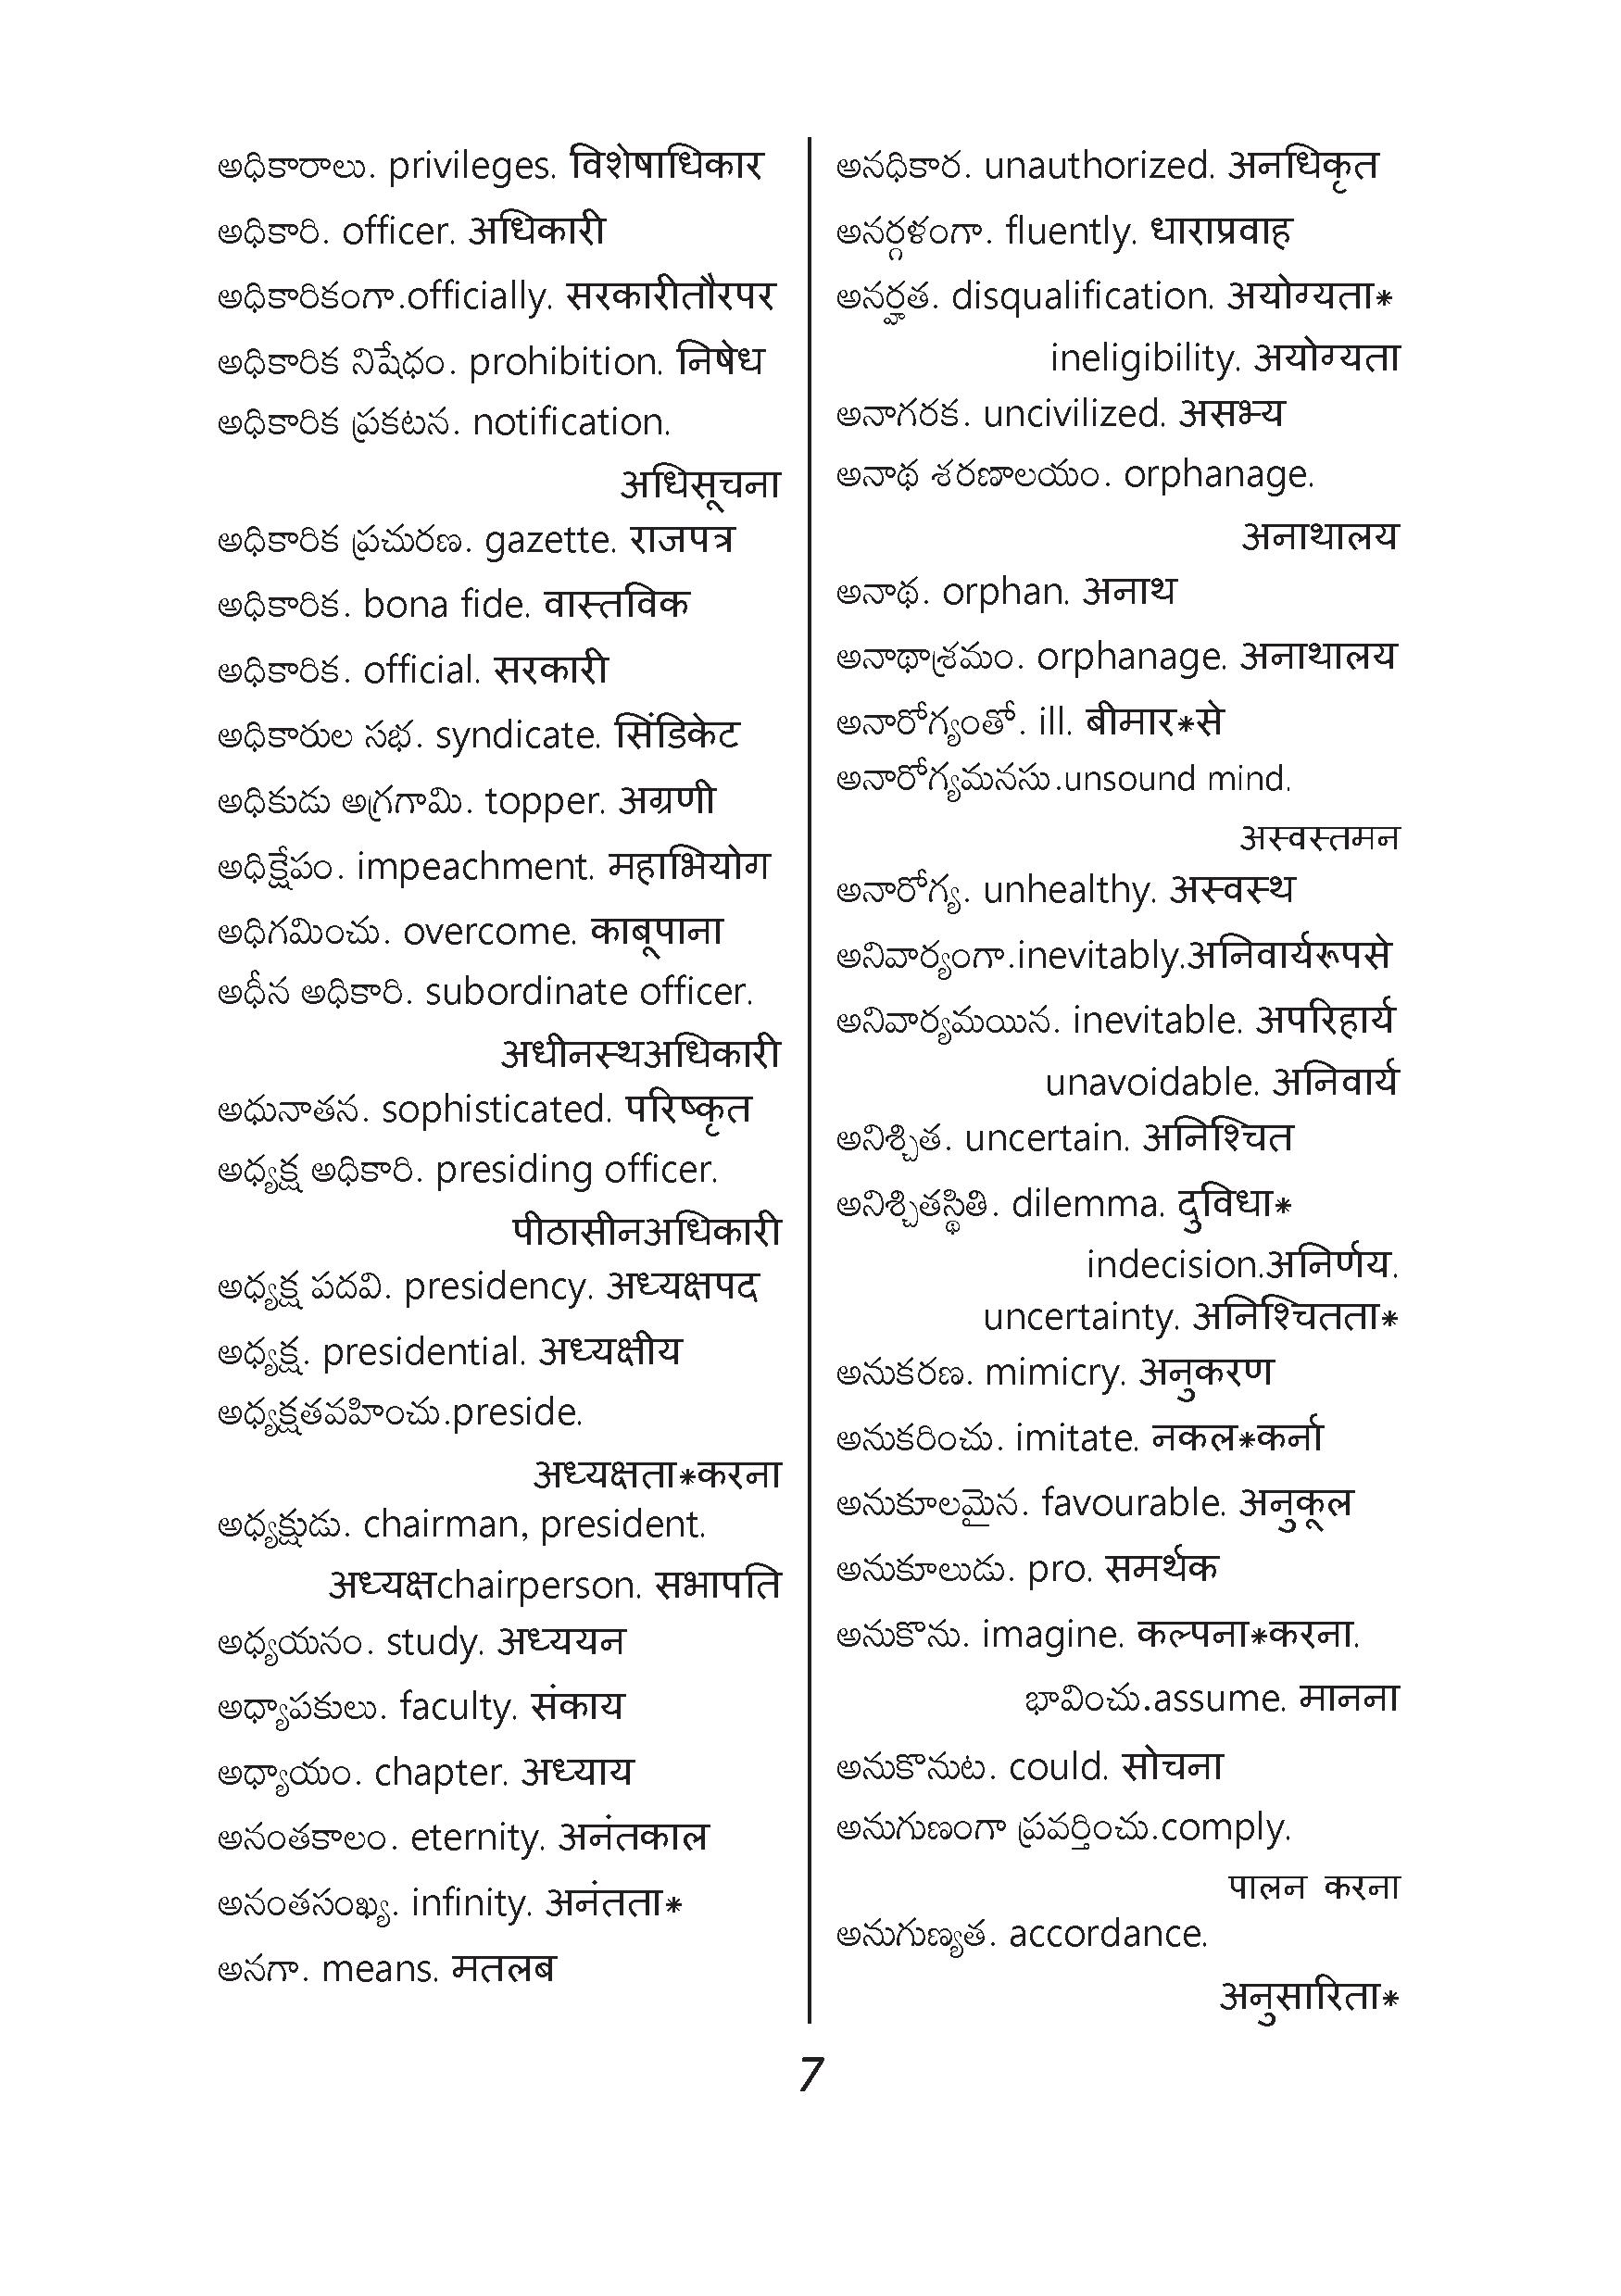 అధికారాలు. privileges. विशेषाधिकार
అధికారి. officer. अधिकारी
అధికారికంగా.officially. सरकारीतौरपर
అధికారిక నిషేధం. prohibition. निषेध
అధికారిక ప్రకటన. notification.
अधिसूचना
అధికారిక ప్రచురణ. gazette. राजपत्र
అధికారిక. bona fide. वास्तविक
అధికారిక. official. सरकारी
అధికారుల సభ. syndicate. सिंडिकेट
అధికుడు అగ్రగామి. topper. अग्रणी
అధిక్షేపం. impeachment. महाभियोग
అధిగమించు. overcome. काबूपाना
అధీన అధికారి. subordinate officer.
अधीनस्थअधिकारी
అధునాతన. sophisticated. परिष्कृत
అధ్యక్ష అధికారి. presiding officer.
पीठासीनअधिकारी
అధ్యక్ష పదవి. presidency. अध्यक्षपद
అధ్యక్ష. presidential. अध्यक्षीय
అధ్యక్షతవహించు.preside.
अध्यक्षता*करना
అధ్యక్షుడు. chairman, president.
अध्यक्षchairperson. सभापति
అధ్యయనం. study. अध्ययन
అధ్యాపకులు. faculty. संकाय
అధ్యాయం. chapter. अध्याय
అనంతకాలం. eternity. अनंतकाल
అనంతసంఖ్య. infinity. अनंतता*
అనగా. means. मतलब
అనధికార. unauthorized. अनधिकृत
అనర్గళంగా. fluently. धाराप्रवाह
అనర్హత. disqualification. अयोग्यता*
ineligibility. अयोग्यता
అనాగరక. uncivilized. असभ्य
అనాథ శరణాలయం. orphanage.
अनाथालय
అనాథ. orphan. अनाथ
అనాథాశ్రమం. orphanage. अनाथालय
అనారోగ్యంతో. ill. बीमार*से
అనారోగ్యమనసు.unsound mind.
अस्वस्तमन
అనారోగ్య. unhealthy. अस्वस्थ
అనివార్యంగా.inevitably.अनिवार्यरूपसे
అనివార్యమయిన. inevitable. अपरिहार्य
unavoidable. अनिवार्य
అనిశ్చిత. uncertain. अनिश्चित
అనిశ్చితస్థితి. dilemma. दुविधा*
indecision.अनिर्णय.
uncertainty. अनिश्चितता*
అనుకరణ. mimicry. अनुकरण
అనుకరించు. imitate. नकल*कर्ना
అనుకూలమైన. favourable. अनुकूल
అనుకూలుడు. pro. समर्थक
అనుకొను. imagine. कल्पना*करना.
భావించు.assume. मानना
అనుకొనుట. could. सोचना
అనుగుణంగా ప్రవర్తించు.comply.
पालन करना
అనుగుణ్యత. accordance.
अनुसारिता*
7